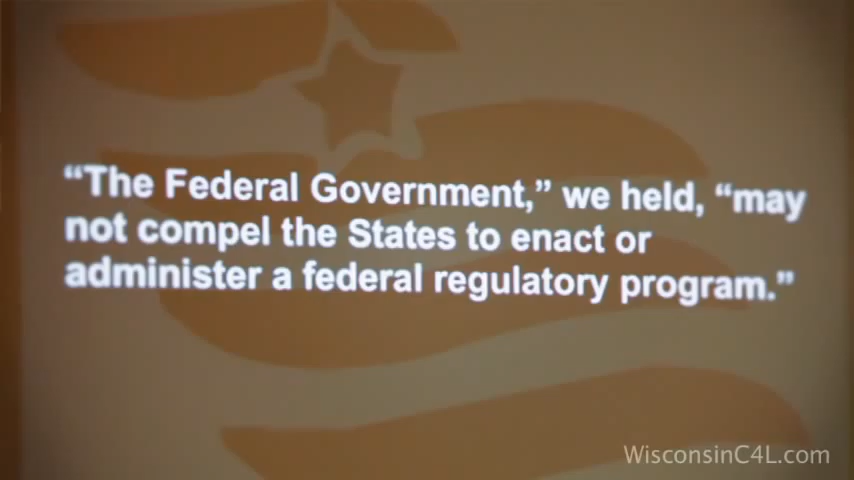 “The Federal Government,” we held, “may
not compel the States to enact or
administer a federal regulatory program.”
WisconsinC4L.com